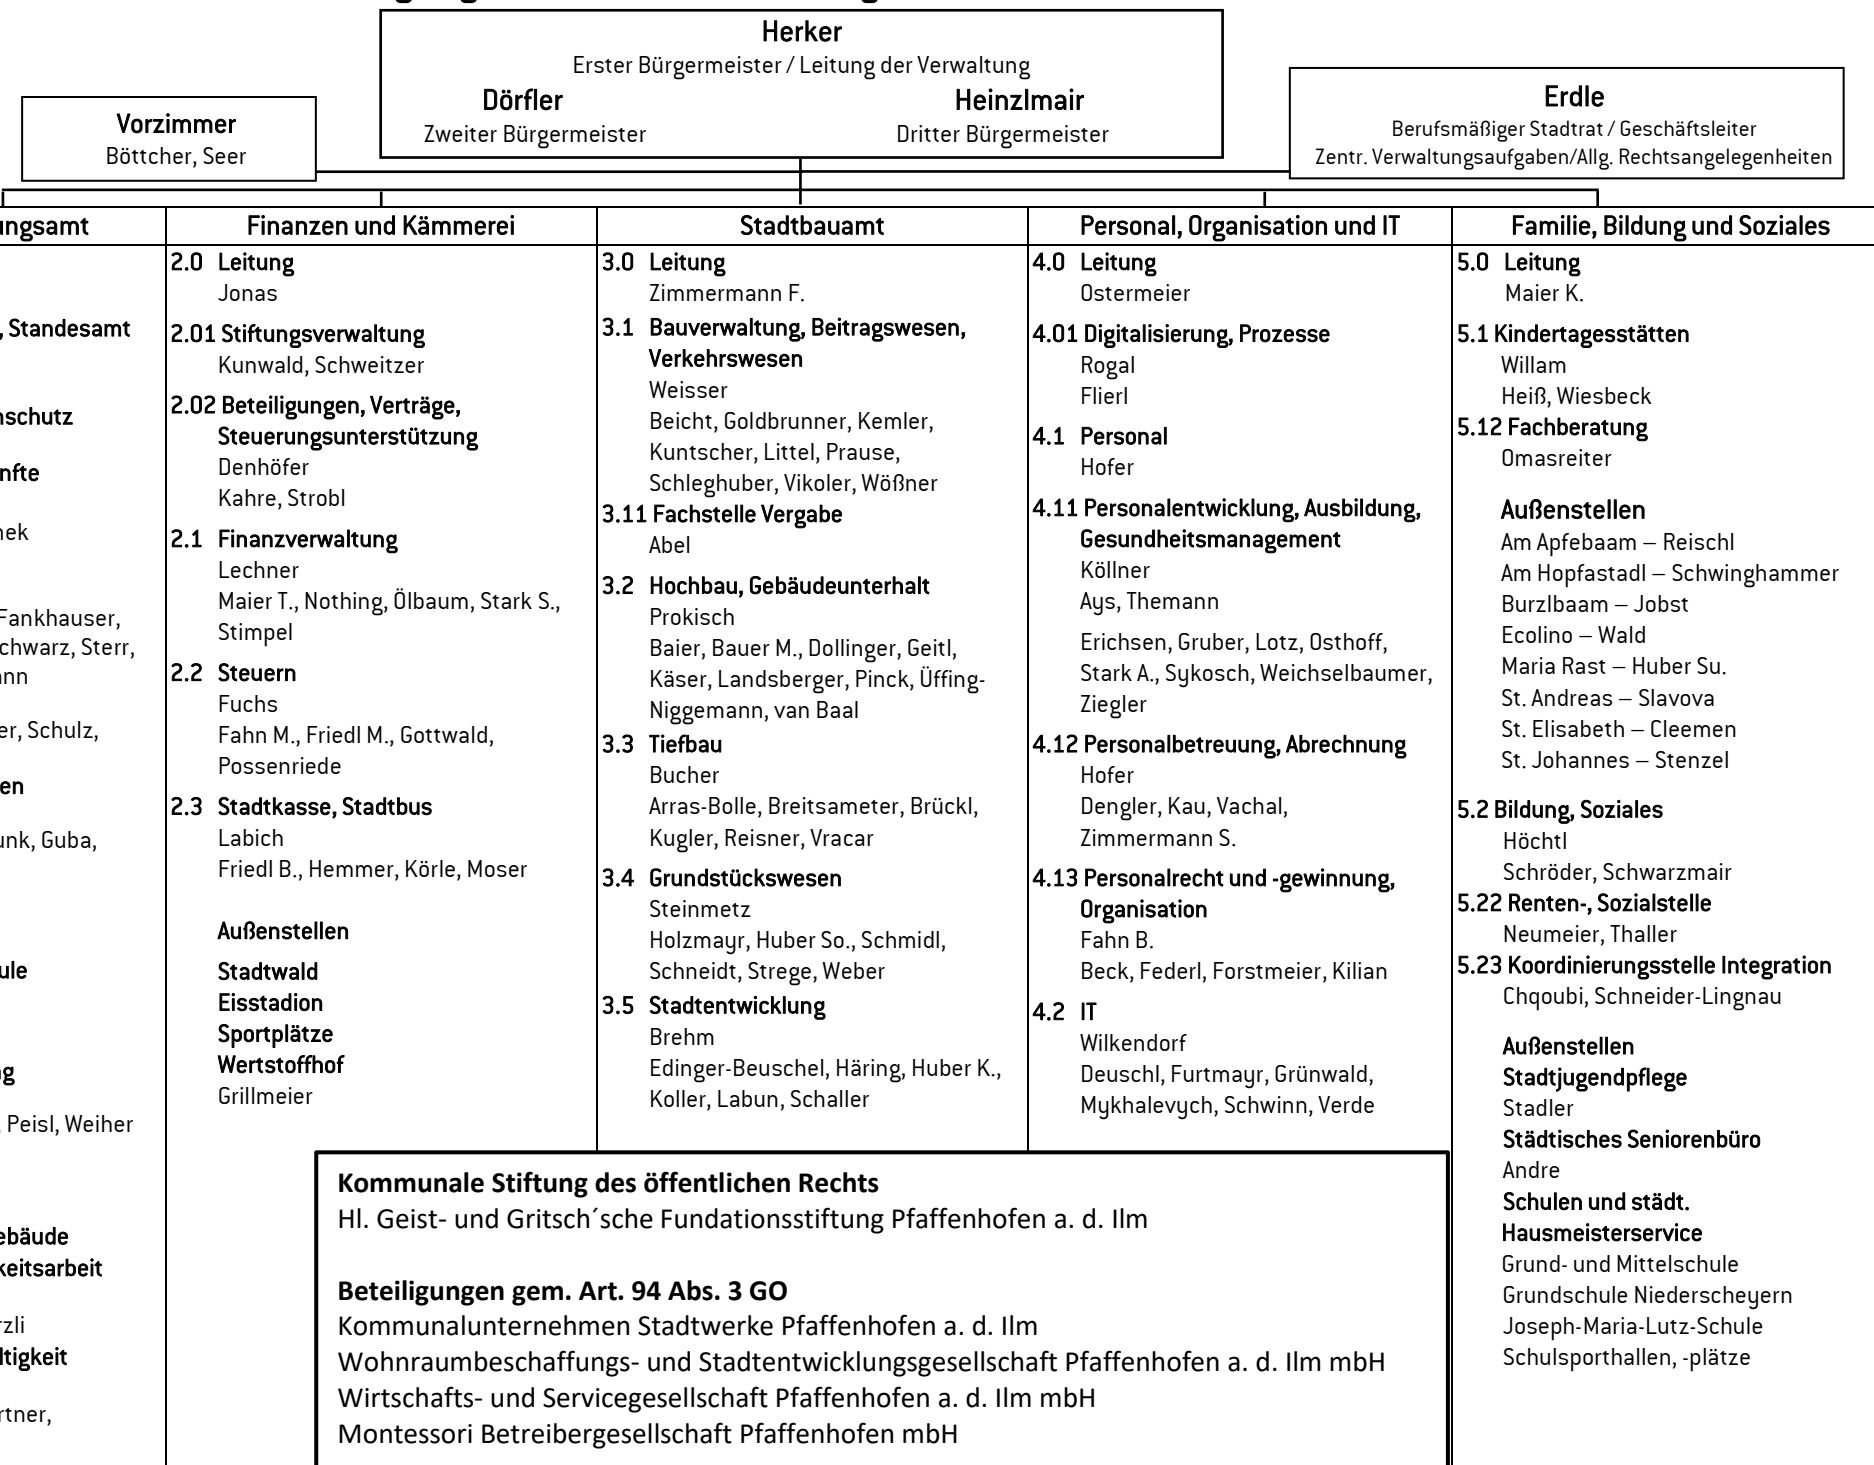 Herker
Erster Bürgermeister / Leitung der Verwaltung
Dörfler
Zweiter Bürgermeister
Heinzlmair
Dritter Bürgermeister
Vorzimmer
Böttcher, Seer
Erdle
Berufsmäßiger Stadtrat / Geschäftsleiter
Zentr. Verwaltungsaufgaben/Allg. Rechtsangelegenheiten
, Standesamt
Fankhauser,
Sterr,
Schulz,
Guba,
Peisl, Weiher
Finanzen und Kämmerei
2.0 Leitung
Jonas
2.01 Stiftungsverwaltung
Kunwald, Schweitzer
2.02 Beteiligungen, Verträge,
Steuerungsunterstützung
Denhöfer
Kahre, Strobl
2.1 Finanzverwaltung
Lechner
Maier T., Nothing, Ölbaum, Stark S.,
Stimpel
2.2 Steuern
Fuchs
Fahn M., Friedl M., Gottwald,
Possenriede
2.3 Stadtkasse, Stadtbus
Labich
Friedl B., Hemmer, Körle, Moser
Außenstellen
Stadtwald
Eisstadion
Sportplätze
Wertstoffhof
Grillmeier
Stadtbauamt
3.0 Leitung
Zimmermann F.
3.1 Bauverwaltung, Beitragswesen,
Verkehrswesen
Weisser
Beicht, Goldbrunner, Kemler,
Kuntscher, Littel, Prause,
Schleghuber, Vikoler, Wößner
3.11 Fachstelle Vergabe
Abel
3.2 Hochbau, Gebäudeunterhalt
Prokisch
Baier, Bauer M., Dollinger, Geitl,
Käser, Landsberger, Pinck, Üffing-
Niggemann, van Baal
3.3 Tiefbau
Bucher
Arras-Bolle, Breitsameter, Brückl,
Kugler, Reisner, Vracar
3.4 Grundstückswesen
Steinmetz
Holzmayr, Huber So., Schmidl,
Schneidt, Strege, Weber
3.5 Stadtentwicklung
Brehm
Edinger-Beuschel, Häring, Huber K.,
Koller, Labun, Schaller
Personal, Organisation und IT
4.0 Leitung
Ostermeier
4.01 Digitalisierung, Prozesse
Rogal
Flierl
4.1 Personal
Hofer
4.11 Personalentwicklung, Ausbildung,
Gesundheitsmanagement
Köllner
Ays, Themann
Erichsen, Gruber, Lotz, Osthoff,
Stark A., Sykosch, Weichselbaumer,
Ziegler
4.12 Personalbetreuung, Abrechnung
Hofer
Dengler, Kau, Vachal,
Zimmermann S.
4.13 Personalrecht und -gewinnung,
Organisation
Fahn B.
Beck, Federl, Forstmeier, Kilian
4.2 IT
Wilkendorf
Deuschl, Furtmayr, Grünwald,
Mykhalevych, Schwinn, Verde
Familie, Bildung und Soziales
5.0 Leitung
Maier K.
5.1 Kindertagesstätten
Willam
Heiß, Wiesbeck
5.12 Fachberatung
Omasreiter
Außenstellen
Am Apfebaam – Reischl
Am Hopfastadl – Schwinghammer
Burzlbaam – Jobst
Ecolino – Wald
Maria Rast – Huber Su.
St. Andreas – Slavova
St. Elisabeth – Cleemen
St. Johannes – Stenzel
5.2 Bildung, Soziales
Höchtl
Schröder, Schwarzmair
5.22 Renten-, Sozialstelle
Neumeier, Thaller
5.23 Koordinierungsstelle Integration
Chqoubi, Schneider-Lingnau
Außenstellen
Stadtjugendpflege
Stadler
Städtisches Seniorenbüro
Andre
Schulen und städt.
Hausmeisterservice
Grund- und Mittelschule
Grundschule Niederscheyern
Joseph-Maria-Lutz-Schule
Schulsporthallen, -plätze
Kommunale Stiftung des öffentlichen Rechts
Hl. Geist- und Gritsch´sche Fundationsstiftung Pfaffenhofen a. d. Ilm
Beteiligungen gem. Art. 94 Abs. 3 GO
Kommunalunternehmen Stadtwerke Pfaffenhofen a. d. Ilm
Wohnraumbeschaffungs- und Stadtentwicklungsgesellschaft Pfaffenhofen a. d. Ilm mbH
Wirtschafts- und Servicegesellschaft Pfaffenhofen a. d. Ilm mbH
Montessori Betreibergesellschaft Pfaffenhofen mbH